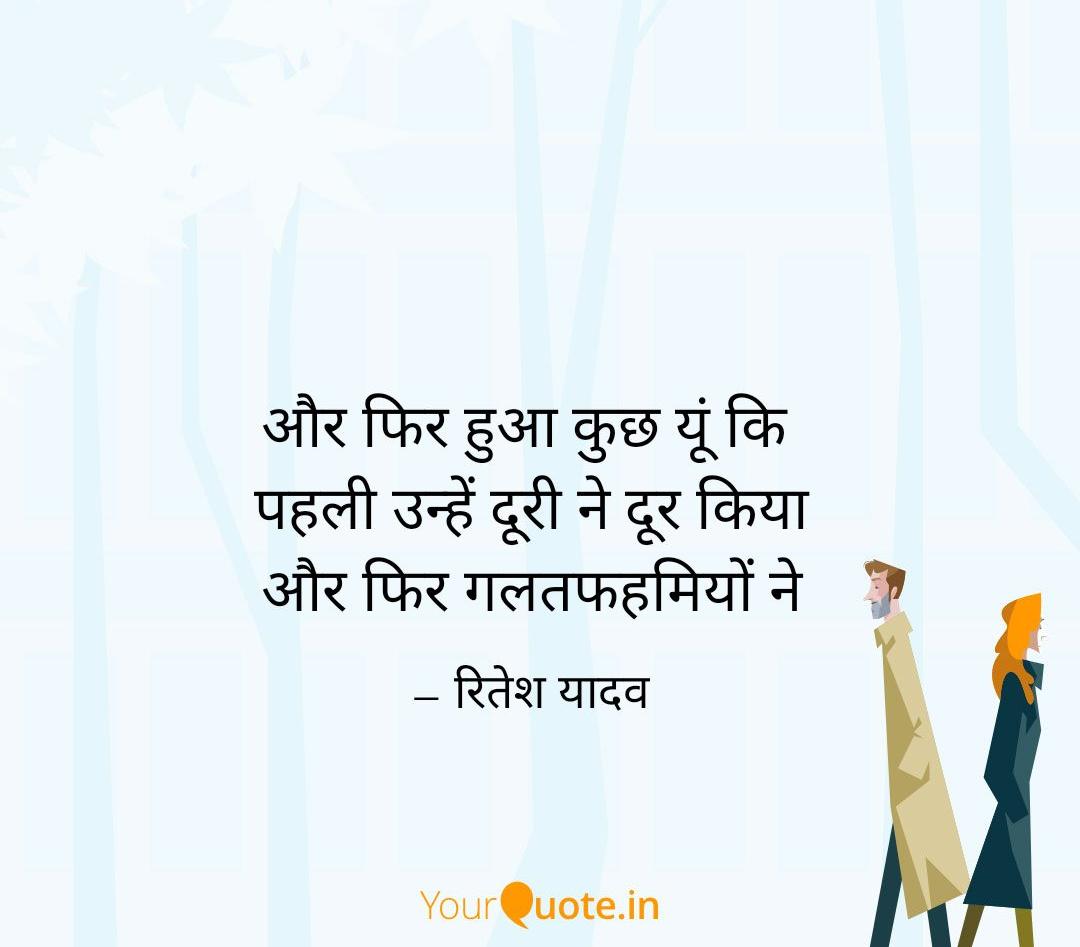 और फिर हुआ कुछ यूं कि
पहली उन्हें दूरी ने दूर किया
और फिर गलतफहमियों ने
– रितेश यादव
YourQuote.in